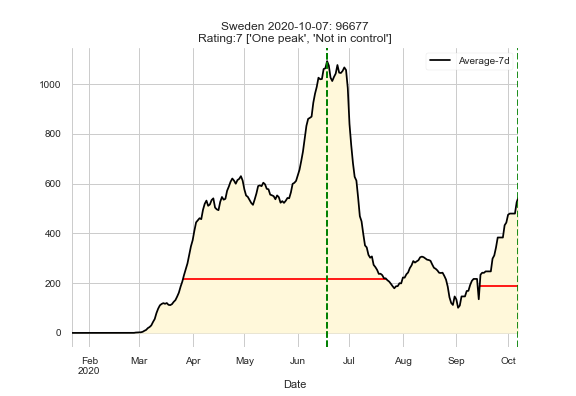 Sweden 2020-10-07: 96677
Rating:7 ['One peak', 'Not in control']
Average-7d
1000
800
600
400
200
0
Feb Mar Apr May Jun Jul Aug Sep Oct
2020
Date